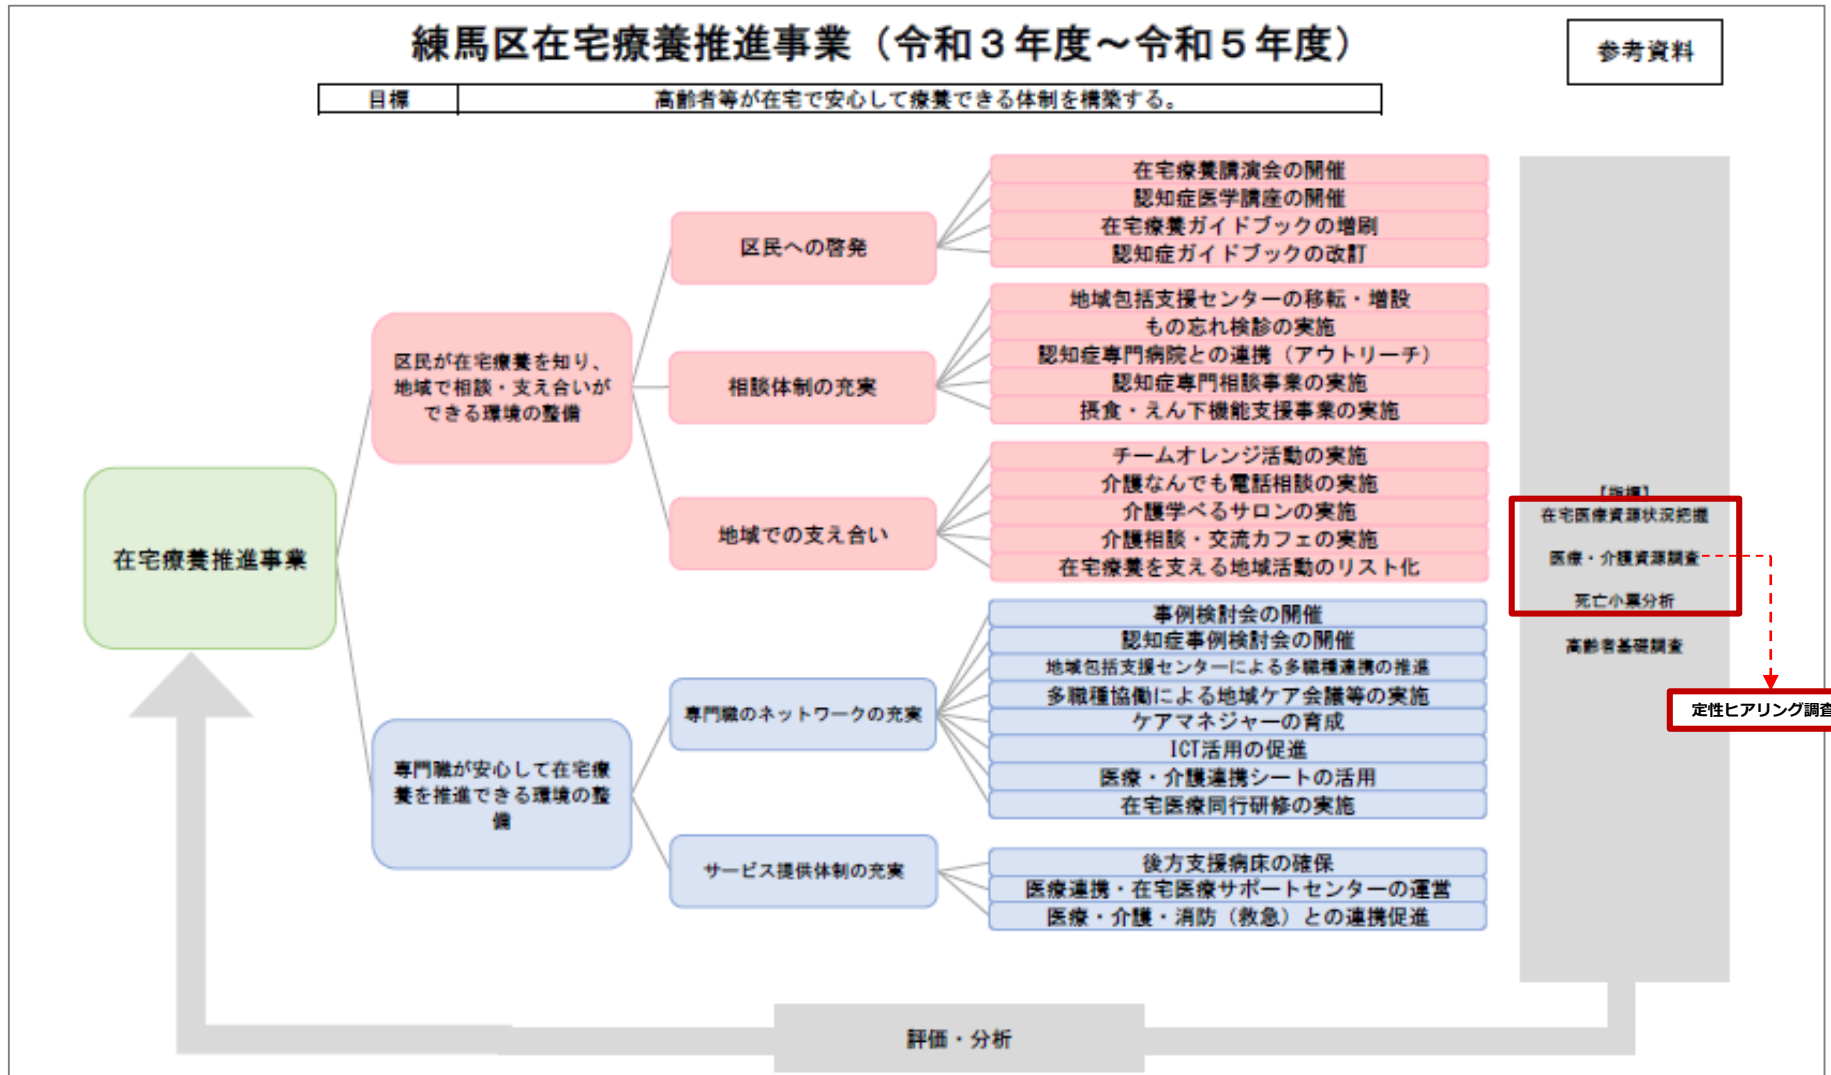 練馬区在宅療養推進事業（令和３年度～令和５年度）
参考資料
目標
高齢者等が在宅で安心して療養できる体制を構築する。
在宅療養推進事業
区民が在宅療養を知り、
地域で相談・支え合いが
できる環境の整備
区民への啓発
在宅療養講演会の開催
認知症医学講座の開催
在宅療養ガイドブックの増刷
認知症ガイドブックの改訂
相談体制の充実
地域包括支援センターの移転・増設
もの忘れ検診の実施
認知症専門病院との連携（アウトリーチ）
認知症専門相談事業の実施
摂食・えん下機能支援事業の実施
地域での支え合い
チームオレンジ活動の実施
介護なんでも電話相談の実施
介護学べるサロンの実施
介護相談・交流カフェの実施
在宅療養を支える地域活動のリスト化
専門職が安心して在宅療
養を推進できる環境の整
備
専門職のネットワークの充実
事例検討会の開催
認知症事例検討会の開催
地域包括支援センターによる多職種連携の推進
多職種協働による地域ケア会議等の実施
ケアマネジャーの育成
ICT活用の促進
医療・介護連携シートの活用
在宅医療同行研修の実施
サービス提供体制の充実
後方支援病床の確保
医療連携・在宅医療サポートセンターの運営
医療・介護・消防（救急）との連携促進
【指標】
在宅医療資源状況把握
医療・介護資源調査
死亡小票分析
高齢者基礎調査
定性ヒアリング調査
評価・分析